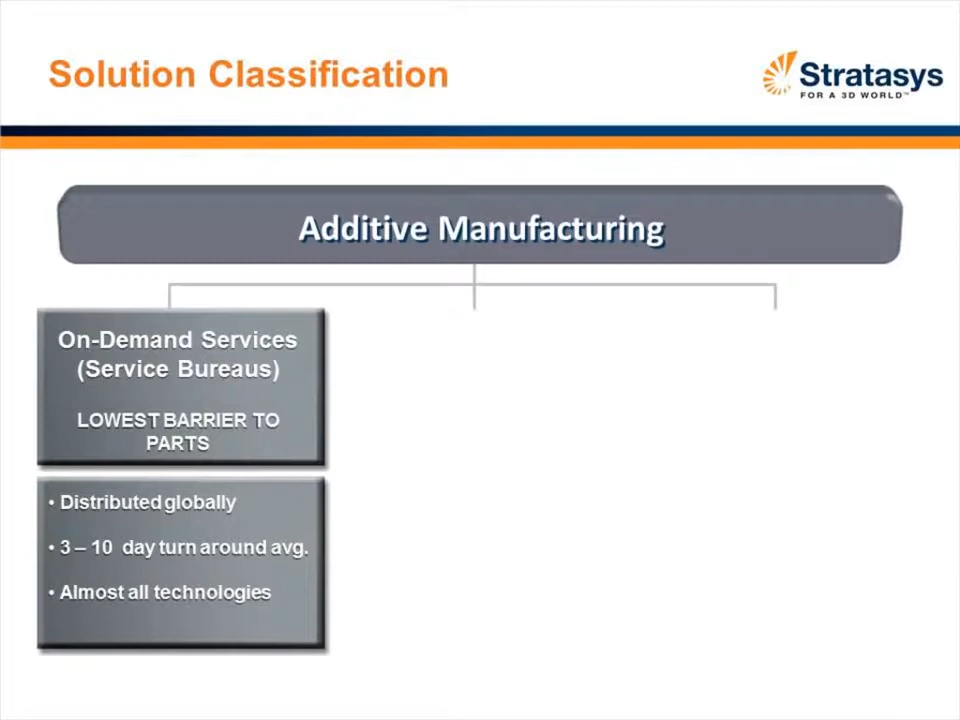 Solution Classification
Stratasys
FOR A 3D WORLD™
Additive Manufacturing
On-Demand Services
(Service Bureaus)
LOWEST BARRIER TO
PARTS
• Distributed globally
• 3 – 10 day turn around avg.
• Almost all technologies